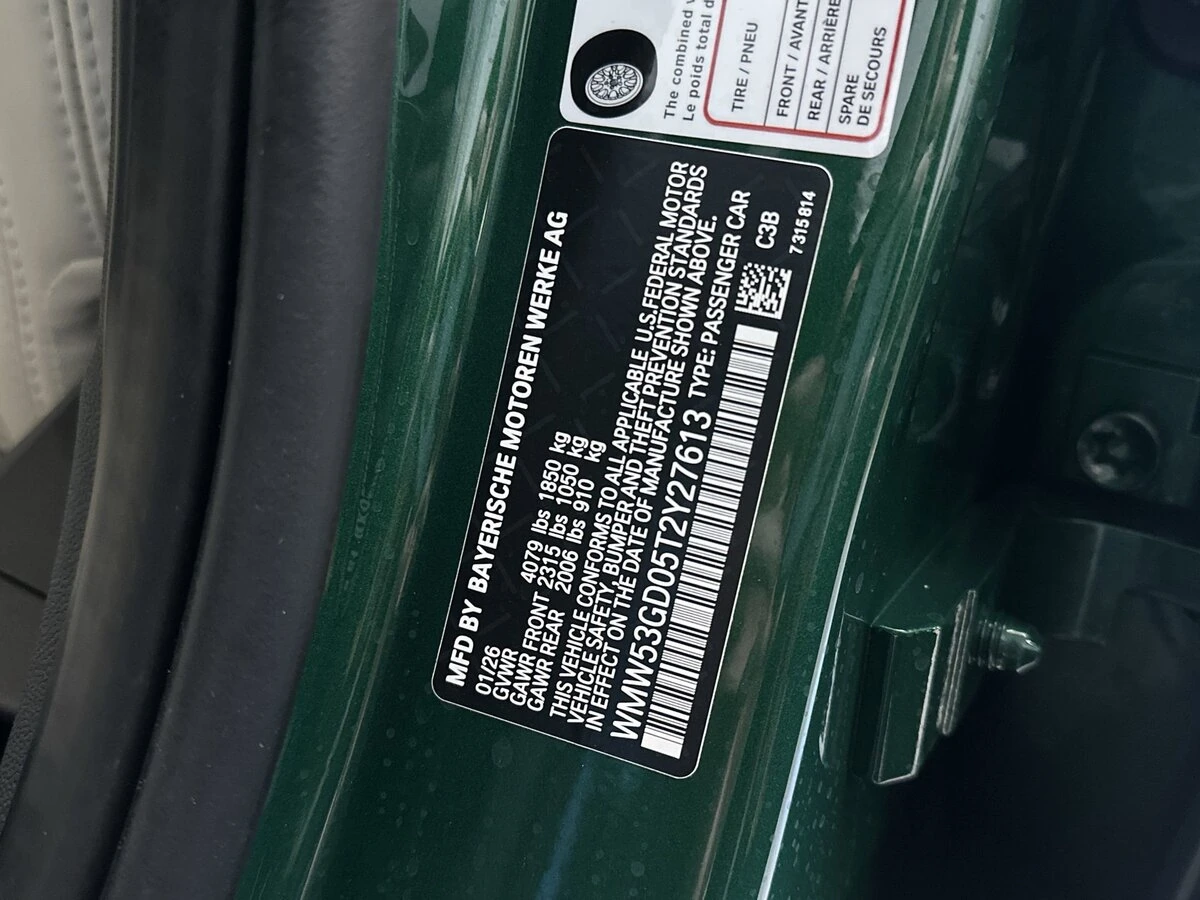 The combined
Le poids total d
TIRE / PNEU
FRONT / AVANT
REAR / ARRIÈRE
SPARE
DE SECOURS
MFD BY BAYERISCHE MOTOREN WERKE AG
01/26
GVWR 4079 lbs 1850 kg
GAWR FRONT 2315 lbs 1050 kg
GAWR REAR 2006 lbs 910 kg
THIS VEHICLE CONFORMS TO ALL APPLICABLE U.S.FEDERAL MOTOR
VEHICLE SAFETY, BUMPER AND THEFT PREVENTION STANDARDS
IN EFFECT ON THE DATE OF MANUFACTURE SHOWN ABOVE.
WMW53GD05T2Y27613 TYPE: PASSENGER CAR
C3B
7315814